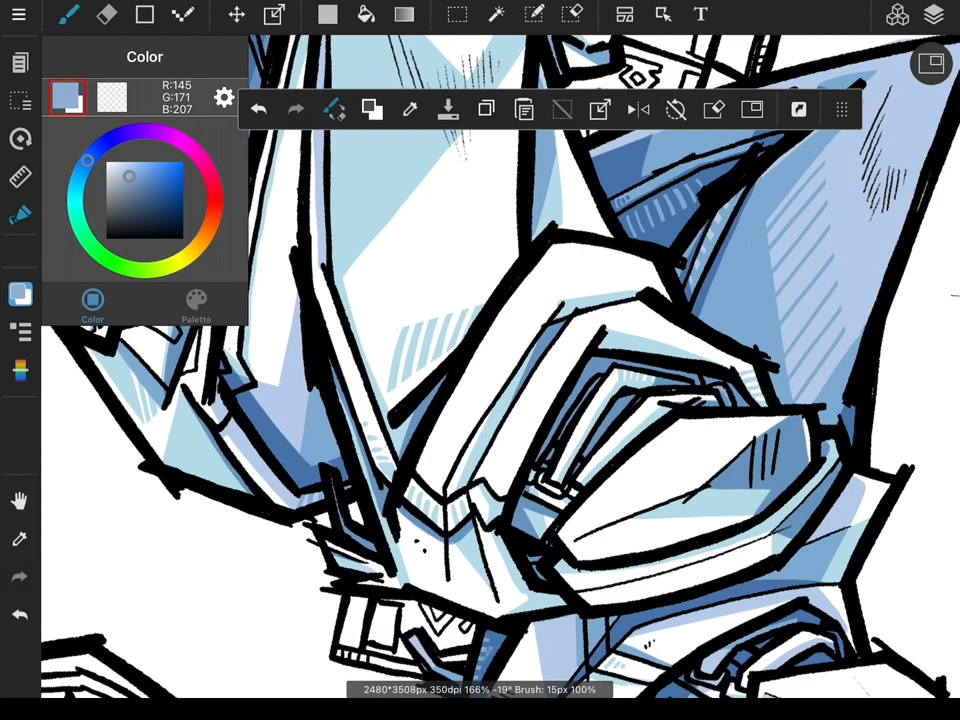 T
Color
R:145
G:171
B:207
Color
Palette
2480*3508px 350dpi 166% -19° Brush: 15px 100%